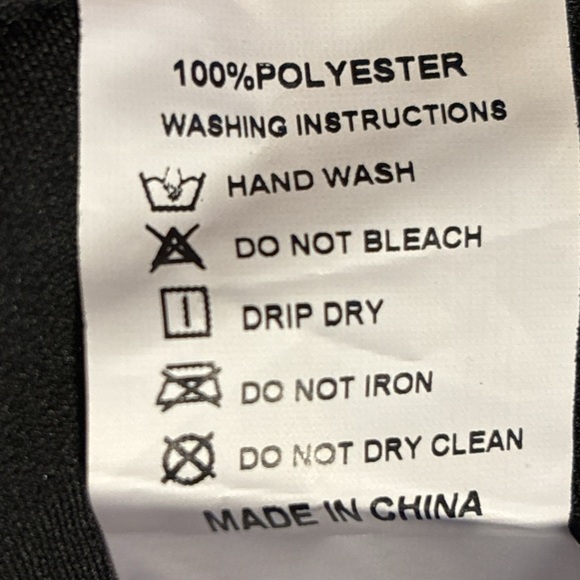 100%POLYESTER
WASHING INSTRUCTIONS
HAND WASH
DO NOT BLEACH
DRIP DRY
DO NOT IRON
DO NOT DRY CLEAN
MADE IN CHINA